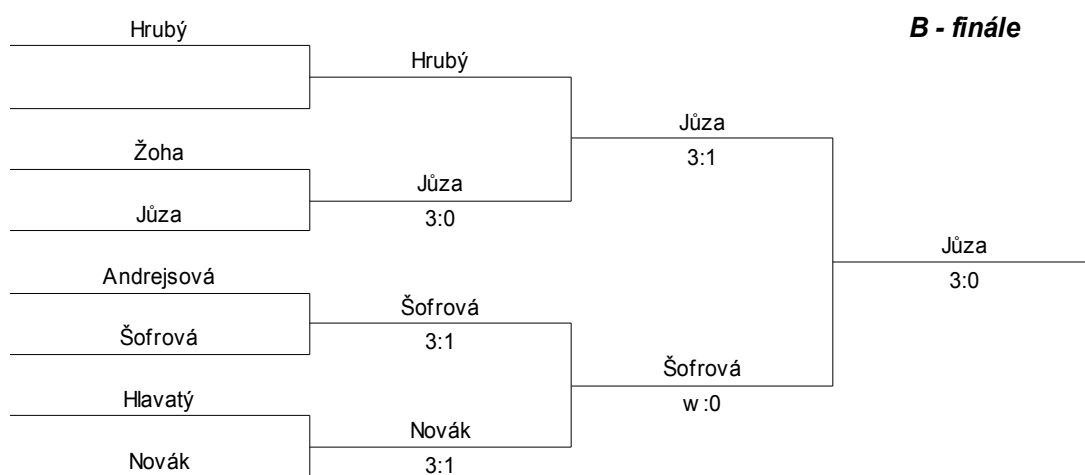 B - finále
Hrubý
Hrubý
Jůza
3:1
Žoha
Jůza
3:0
Jůza
Jůza
3:0
Andrejsová
Šofrová
3:1
Šofrová
Šofrová
w :0
Hlavatý
Novák
3:1
Novák